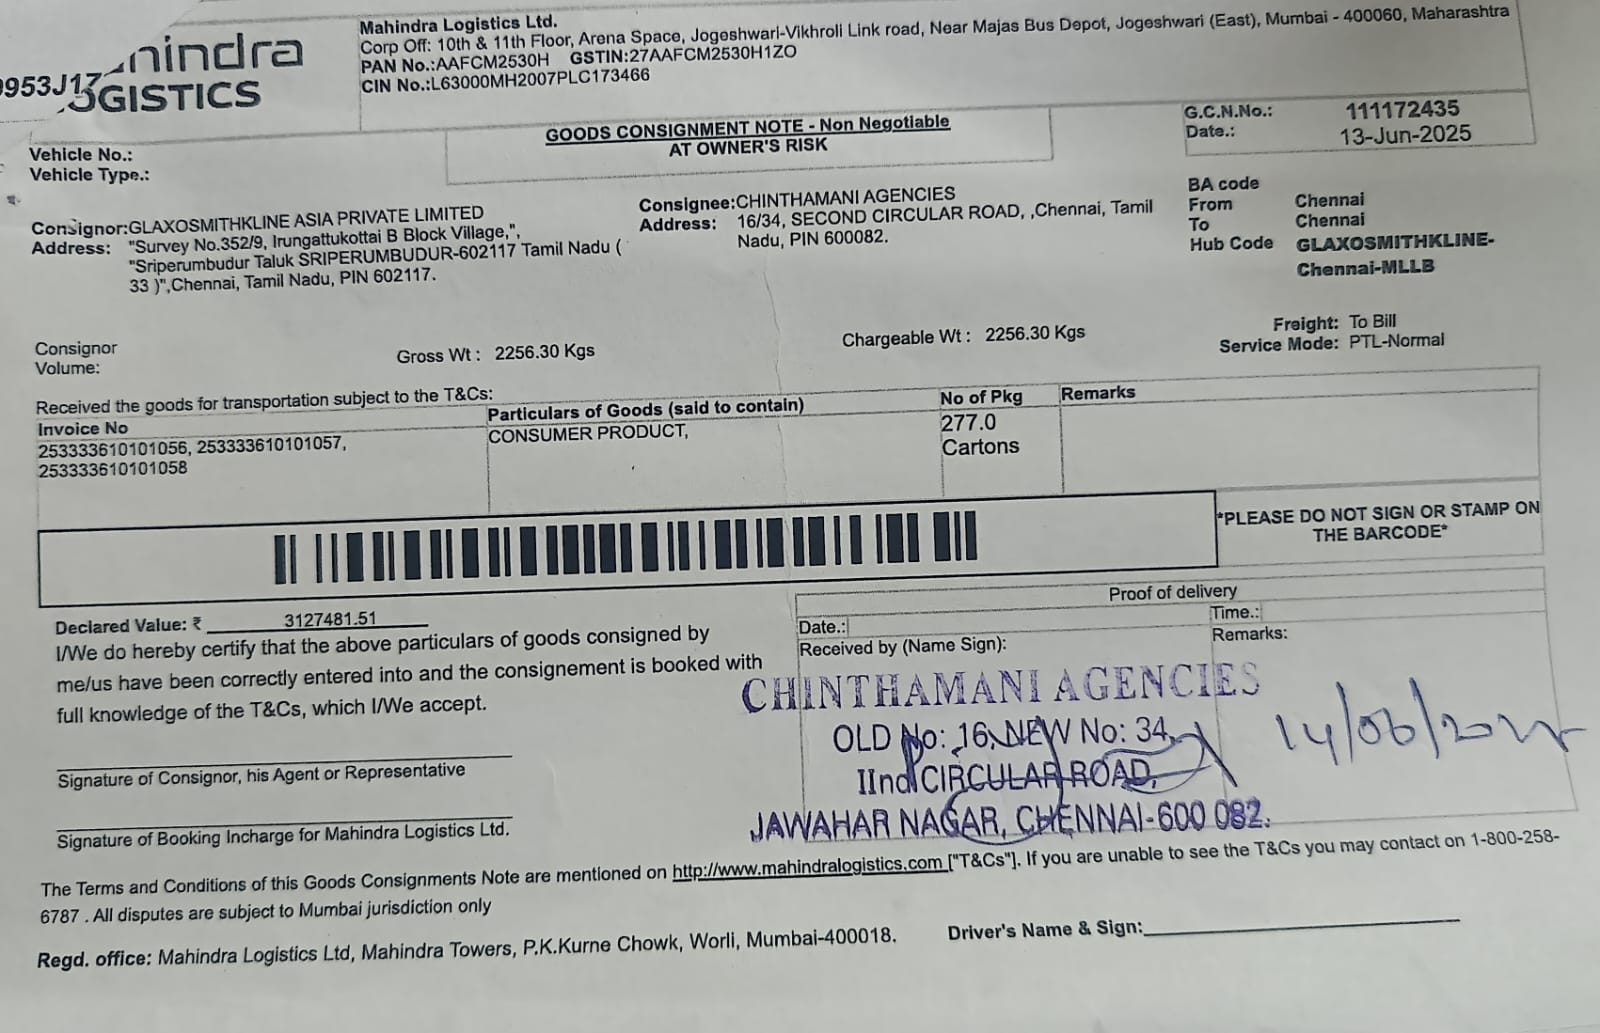 Mahindra Logistics Ltd.
Corp Off: 10th & 11th Floor, Arena Space, Jogeshwari-Vikhroli Link road, Near Majas Bus Depot, Jogeshwari (East), Mumbai - 400060, Maharashtra
PAN No.:AAFCM2530H GSTIN:27AAFCM2530H1ZO
CIN No.:L63000MH2007PLC173466
GOODS CONSIGNMENT NOTE - Non Negotiable
AT OWNER'S RISK
G.C.N.No.: 111172435
Date.: 13-Jun-2025
Vehicle No.:
Vehicle Type.:
Consignor:GLAXOSMITHKLINE ASIA PRIVATE LIMITED
Address: "Survey No.352/9, Irungattukottai B Block Village,",
"Sriperumbudur Taluk SRIPERUMBUDUR-602117 Tamil Nadu (
33 )",Chennai, Tamil Nadu, PIN 602117.
Consignee:CHINTHAMANI AGENCIES
Address: 16/34, SECOND CIRCULAR ROAD, ,Chennai, Tamil
Nadu, PIN 600082.
BA code
From Chennai
To Chennai
Hub Code GLAXOSMITHKLINE-
Chennai-MLLB
Consignor
Volume:
Gross Wt : 2256.30 Kgs
Chargeable Wt : 2256.30 Kgs
Freight: To Bill
Service Mode: PTL-Normal
Received the goods for transportation subject to the T&Cs:
Invoice No
253333610101056, 253333610101057,
253333610101058
Particulars of Goods (said to contain)
CONSUMER PRODUCT,
No of Pkg
277.0
Cartons
Remarks
*PLEASE DO NOT SIGN OR STAMP ON
THE BARCODE*
Declared Value: ₹ 3127481.51
I/We do hereby certify that the above particulars of goods consigned by
me/us have been correctly entered into and the consignement is booked with
full knowledge of the T&Cs, which I/We accept.
Signature of Consignor, his Agent or Representative
Signature of Booking Incharge for Mahindra Logistics Ltd.
Proof of delivery
Date.:
Time.:
Received by (Name Sign):
Remarks:
CHINTHAMANI AGENCIES
OLD No: 16, NEW No: 34,
IInd CIRCULAR ROAD,
JAWAHAR NAGAR, CHENNAI-600 082.
The Terms and Conditions of this Goods Consignments Note are mentioned on http://www.mahindralogistics.com ["T&Cs"]. If you are unable to see the T&Cs you may contact on 1-800-258-
6787 . All disputes are subject to Mumbai jurisdiction only
Regd. office: Mahindra Logistics Ltd, Mahindra Towers, P.K.Kurne Chowk, Worli, Mumbai-400018.
Driver's Name & Sign: